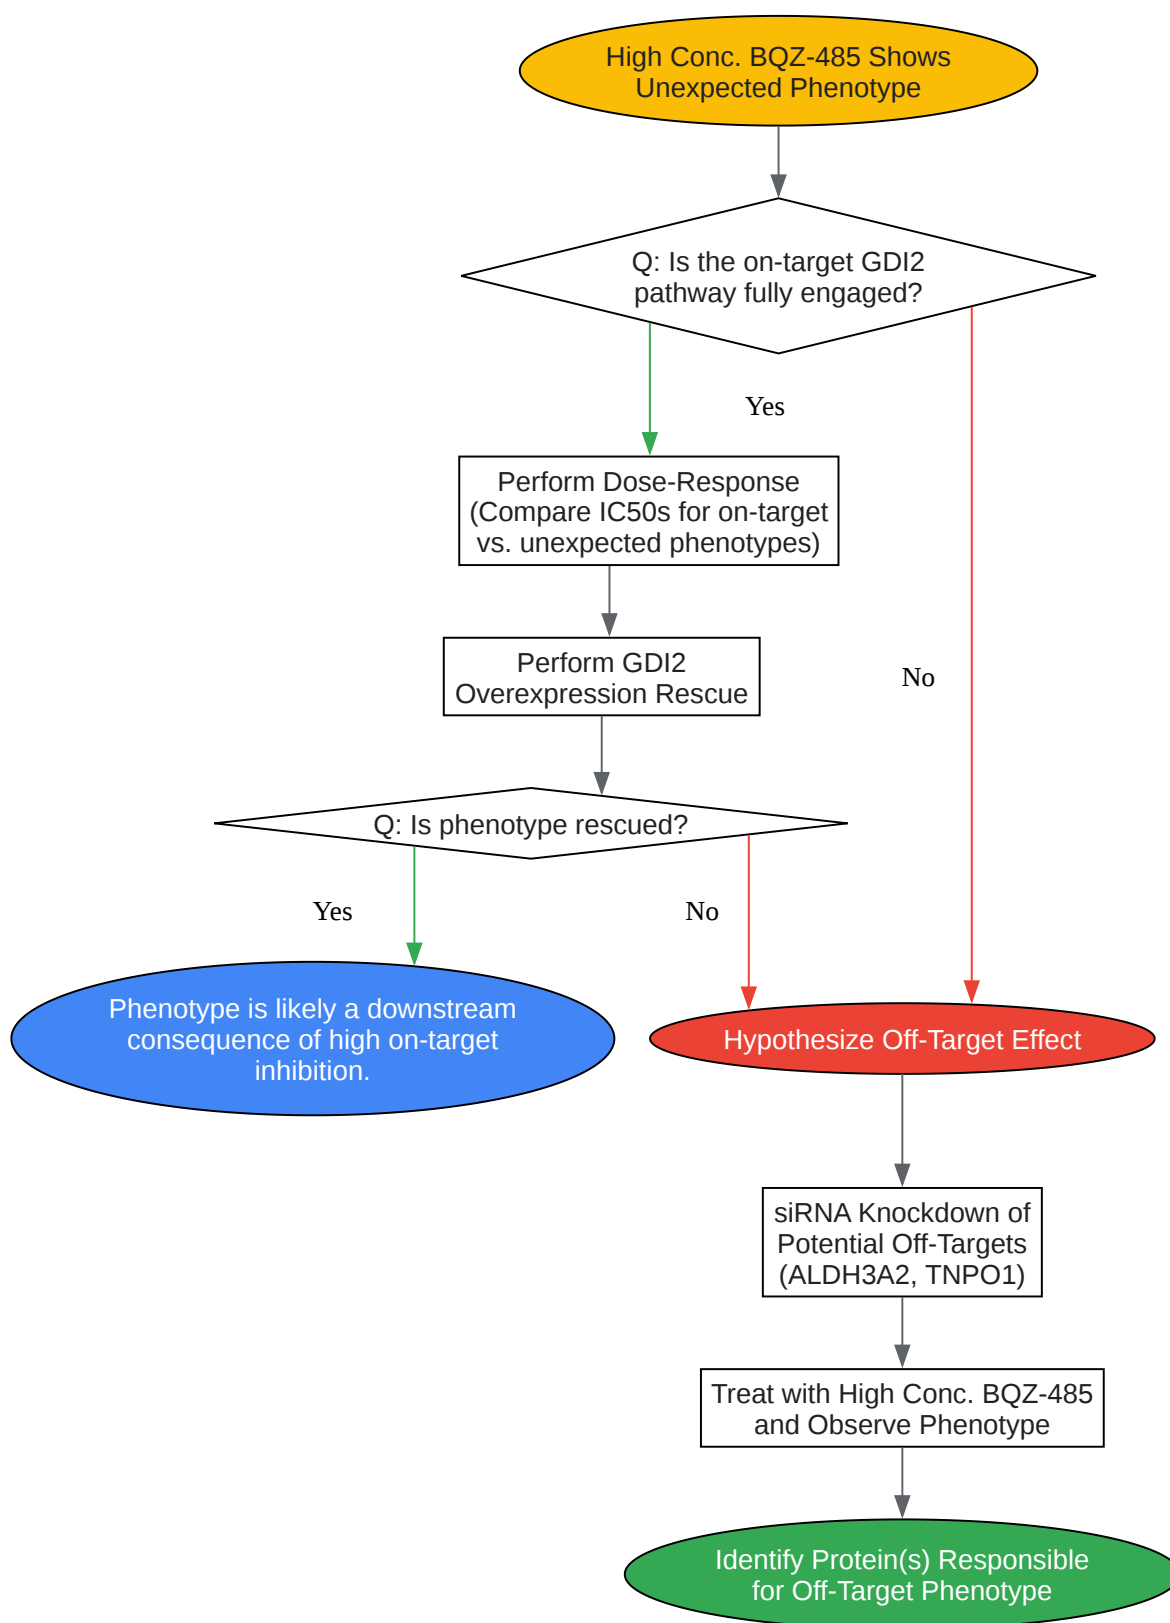 High Conc. BQZ-485 Shows
Unexpected Phenotype
Q: Is the on-target GDI2
pathway fully engaged?
Yes
Perform Dose-Response
(Compare IC50s for on-target
vs. unexpected phenotypes)
Perform GDI2
Overexpression Rescue
No
Q: Is phenotype rescued?
Yes
No
Phenotype is likely a downstream
consequence of high on-target
inhibition.
Hypothesize Off-Target Effect
siRNA Knockdown of
Potential Off-Targets
(ALDH3A2, TNPO1)
Treat with High Conc. BQZ-485
and Observe Phenotype
Identify Protein(s) Responsible
for Off-Target Phenotype